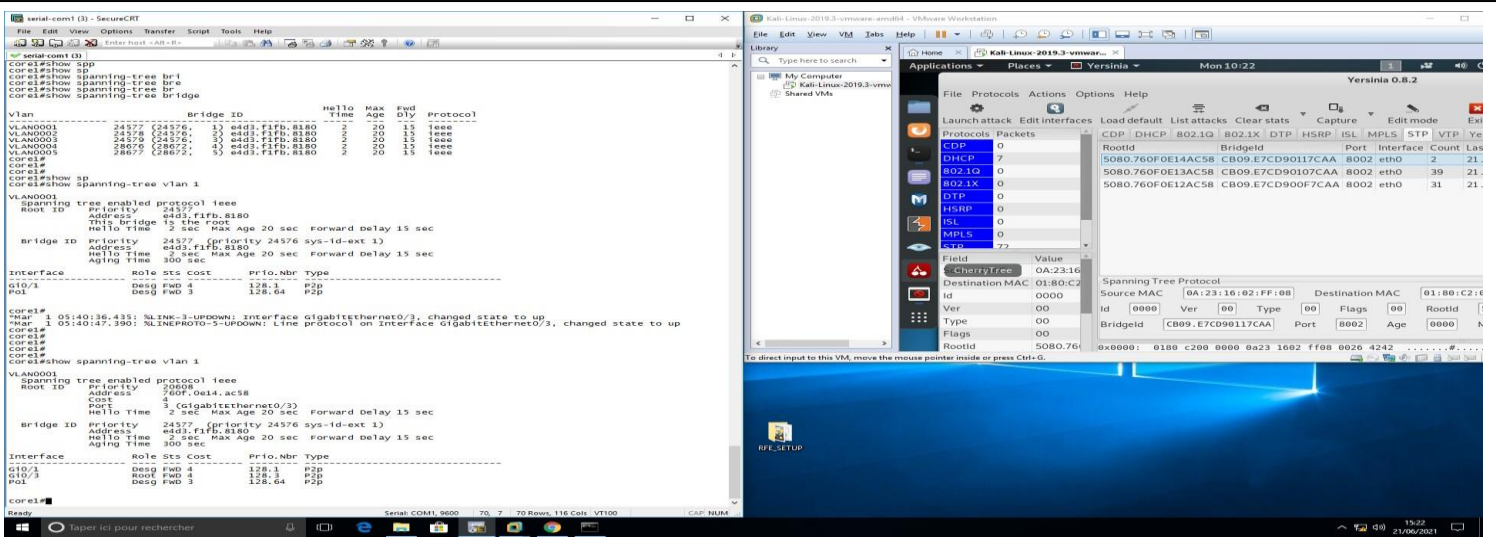 serial-com1 (3) - SecureCRT
File Edit View Options Transfer Script Tools Help
Enter host <Alt+R>
serial-com1 (3)
core1#show spp
core1#show sp
core1#show spanning-tree bri
core1#show spanning-tree bre
core1#show spanning-tree br
core1#show spanning-tree bridge
Hello Max Fwd
Vlan Bridge ID Time Age Dly Protocol
VLAN0001 24577 (24576, 1) e4d3.f1fb.8180 2 20 15 ieee
VLAN0002 24578 (24576, 2) e4d3.f1fb.8180 2 20 15 ieee
VLAN0003 24579 (24576, 3) e4d3.f1fb.8180 2 20 15 ieee
VLAN0004 28676 (28672, 4) e4d3.f1fb.8180 2 20 15 ieee
VLAN0005 28677 (28672, 5) e4d3.f1fb.8180 2 20 15 ieee
core1#
core1#
core1#
core1#show sp
core1#show spanning-tree vlan 1
VLAN0001
Spanning tree enabled protocol ieee
Root ID Priority 24577
Address e4d3.f1fb.8180
This bridge is the root
Hello Time 2 sec Max Age 20 sec Forward Delay 15 sec
Bridge ID Priority 24577 (priority 24576 sys-id-ext 1)
Address e4d3.f1fb.8180
Hello Time 2 sec Max Age 20 sec Forward Delay 15 sec
Aging Time 300 sec
Interface Role Sts Cost Prio.Nbr Type
Gi0/1 Desg FWD 4 128.1 P2p
Po1 Desg FWD 3 128.64 P2p
core1#
*Mar 1 05:40:36.435: %LINK-3-UPDOWN: Interface GigabitEthernet0/3, changed state to up
*Mar 1 05:40:47.390: %LINEPROTO-5-UPDOWN: Line protocol on Interface GigabitEthernet0/3, changed state to up
core1#
core1#
core1#
core1#
core1#show spanning-tree vlan 1
VLAN0001
Spanning tree enabled protocol ieee
Root ID Priority 20608
Address 760f.0e14.ac58
Cost 4
Port 3 (GigabitEthernet0/3)
Hello Time 2 sec Max Age 20 sec Forward Delay 15 sec
Bridge ID Priority 24577 (priority 24576 sys-id-ext 1)
Address e4d3.f1fb.8180
Hello Time 2 sec Max Age 20 sec Forward Delay 15 sec
Aging Time 300 sec
Interface Role Sts Cost Prio.Nbr Type
Gi0/1 Desg FWD 4 128.1 P2p
Gi0/3 Root FWD 4 128.3 P2p
Po1 Desg FWD 3 128.64 P2p
core1#
Ready Serial: COM1, 9600 70, 7 70 Rows, 116 Cols VT100 CAP NUM
Kali-Linux-2019.3-vmware-amd64 - VMware Workstation
File Edit View VM Tabs Help
Library
Type here to search
My Computer
Kali-Linux-2019.3-vmw
Shared VMs
Home Kali-Linux-2019.3-vmwar...
Applications Places Yersinia Mon 10:22 1
Yersinia 0.8.2
File Protocols Actions Options Help
Launch attack Edit interfaces Load default List attacks Clear stats Capture Edit mode Exi
Protocols Packets
CDP 0
DHCP 7
802.1Q 0
802.1X 0
DTP 0
HSRP 0
ISL 0
MPLS 0
STP 72
CDP DHCP 802.1Q 802.1X DTP HSRP ISL MPLS STP VTP Ye
RootId BridgeId Port Interface Count Las
5080.760F0E14AC58 CB09.E7CD90117CAA 8002 eth0 2 21
5080.760F0E13AC58 CB09.E7CD90107CAA 8002 eth0 39 21
5080.760F0E12AC58 CB09.E7CD900F7CAA 8002 eth0 31 21
Field Value
CherryTree 0A:23:16
Destination MAC 01:80:C2
Id 0000
Ver 00
Type 00
Flags 00
RootId 5080.76
Spanning Tree Protocol
Source MAC 0A:23:16:02:FF:08 Destination MAC 01:80:C2:0
Id 0000 Ver 00 Type 00 Flags 00 RootId
BridgeId CB09.E7CD90117CAA Port 8002 Age 0000
0x0000: 0180 c200 0000 0a23 1602 ff08 0026 4242 .......#.....
To direct input to this VM, move the mouse pointer inside or press Ctrl+G.
RFE_SETUP
Taper ici pour rechercher
15:22
21/06/2021